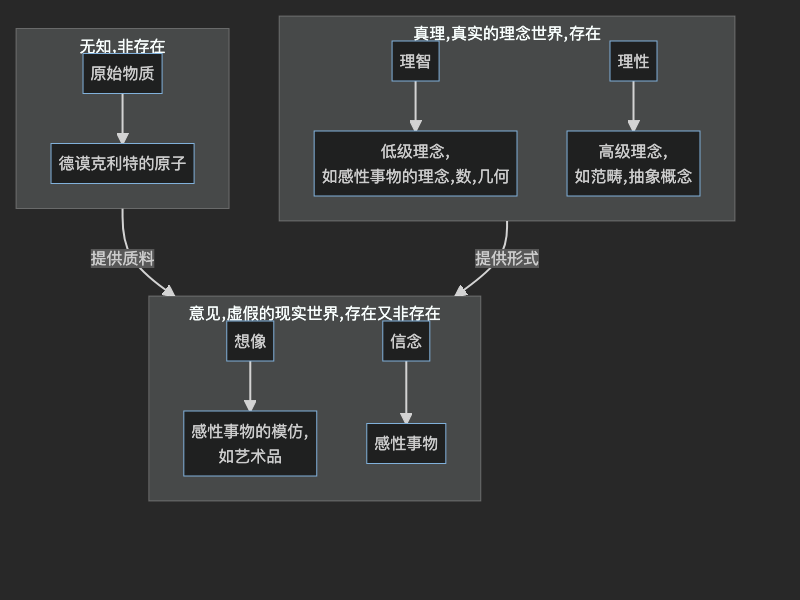 无知,非存在
原始物质
德谟克利特的原子
真理,真实的理念世界,存在
理智
理性
低级理念,
如感性事物的理念,数,几何
高级理念,
如范畴,抽象概念
提供质料
提供形式
意见,虚假的现实世界,存在又非存在
想像
信念
感性事物的模仿,
如艺术品
感性事物